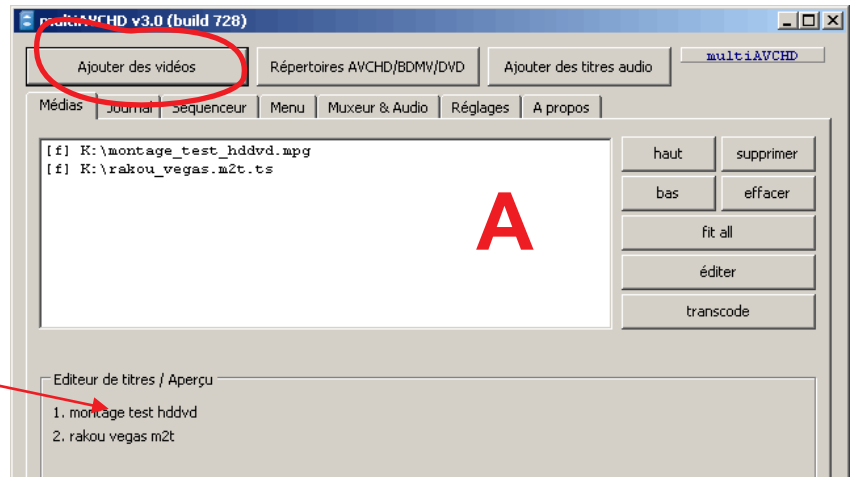 multiAVCHD v3.0 (build 728)
Ajouter des vidéos
Répertoires AVCHD/BDMV/DVD
Ajouter des titres audio
multiAVCHD
Médias
Journal
Séquenceur
Menu
Muxeur & Audio
Réglages
A propos
[f] K:\montage_test_hddvd.mpg
[f] K:\rakou_vegas.m2t.ts
A
haut
supprimer
bas
effacer
fit all
éditer
transcode
Editeur de titres / Aperçu
1. montage test hddvd
2. rakou vegas m2t